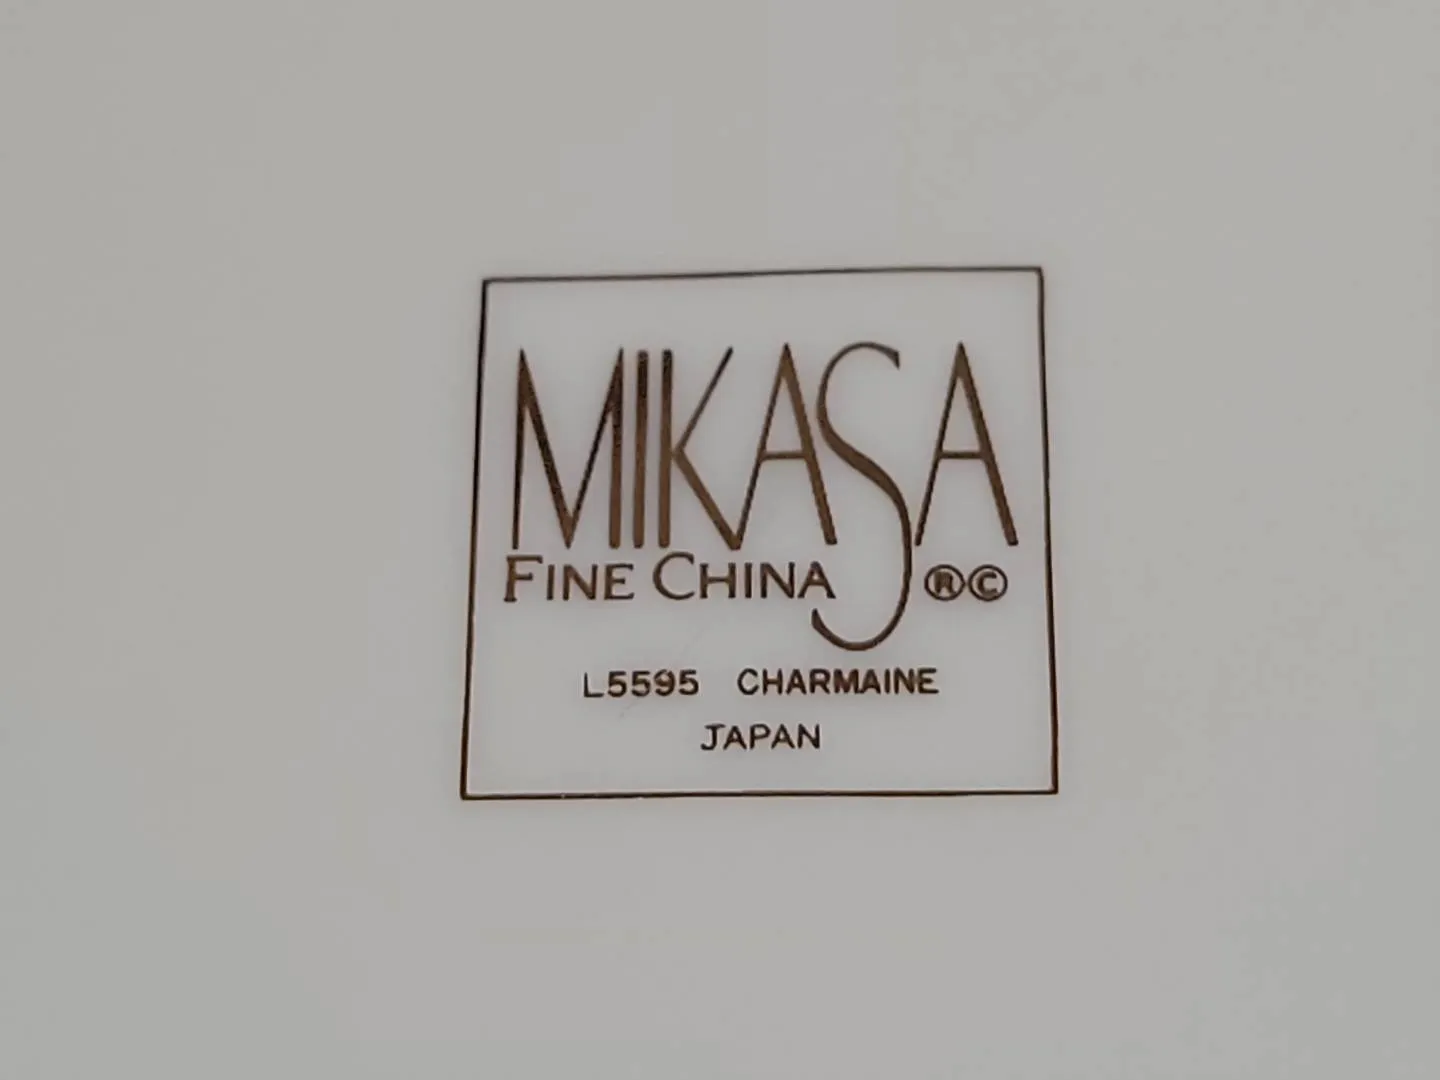 MIKASA
FINE CHINA ®©
L5595 CHARMAINE
JAPAN